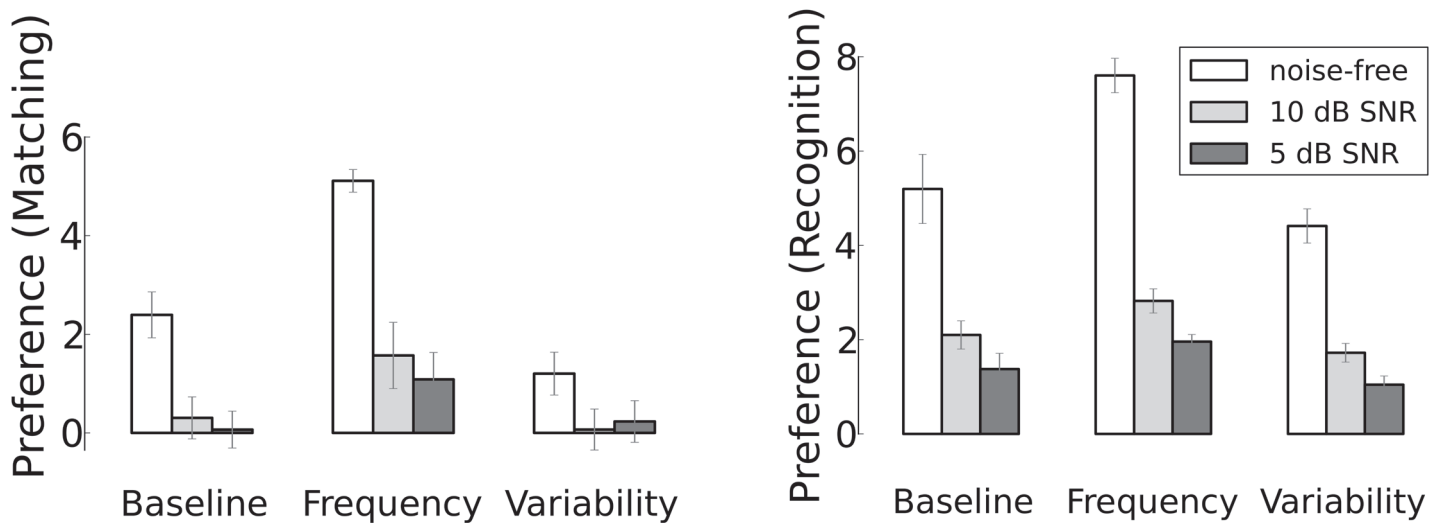 Preference (Matching)
6
4
2
0
Baseline
Frequency
Variability
Preference (Recognition)
8
6
4
2
0
noise-free
10 dB SNR
5 dB SNR
Baseline
Frequency
Variability